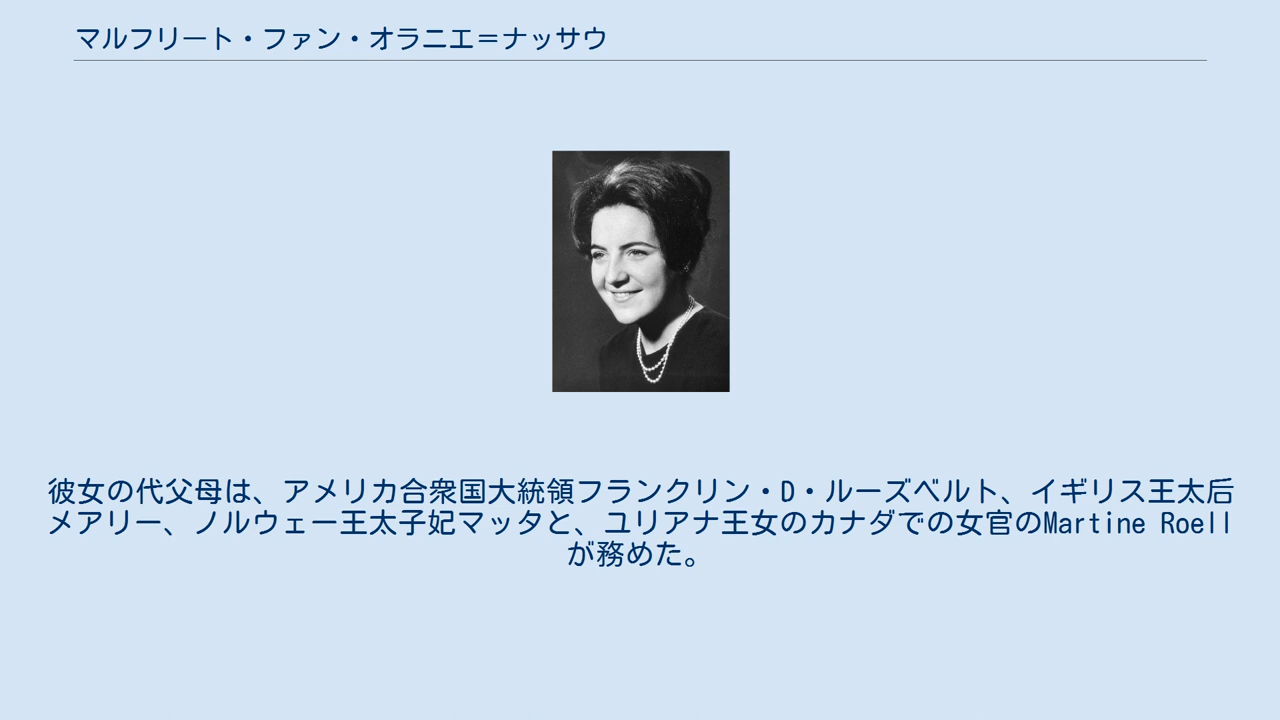 マルフリート・ファン・オラニエ＝ナッサウ
彼女の代父母は、アメリカ合衆国大統領フランクリン・D・ルーズベルト、イギリス王太后
メアリー、ノルウェー王太子妃マッタと、ユリアナ王女のカナダでの女官のMartine Roell
が務めた。